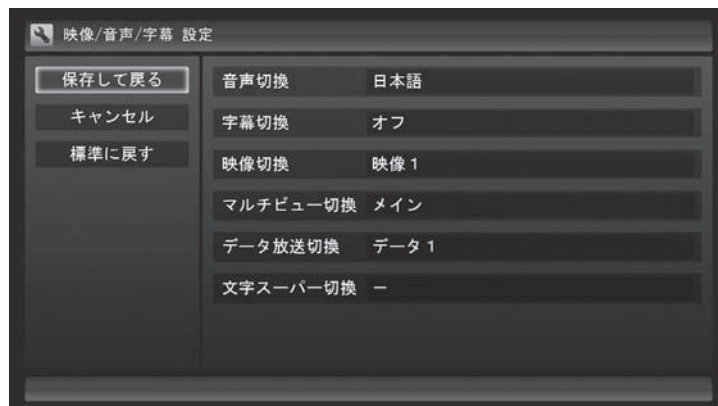 映像/音声/字幕 設定
保存して戻る
キャンセル
標準に戻す
音声切換 日本語
字幕切換 オフ
映像切換 映像1
マルチビュー切換 メイン
データ放送切換 データ1
文字スーパー切換 －